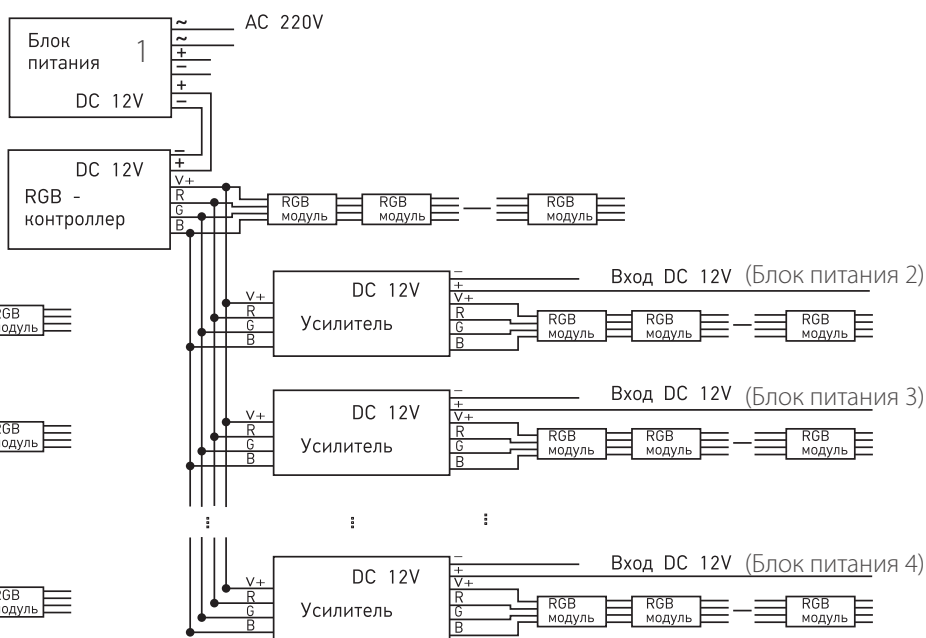 ~ AC 220V
~
Блок питания 1
+
−
+
DC 12V
−
−
DC 12V
+
V+
RGB -
контроллер
R
G
B
RGB модуль
RGB модуль
RGB модуль
Вход DC 12V (Блок питания 2)
−
+
DC 12V
Усилитель
V+
R
G
B
V+
R
G
B
RGB модуль
RGB модуль
RGB модуль
Вход DC 12V (Блок питания 3)
−
+
DC 12V
Усилитель
V+
R
G
B
V+
R
G
B
RGB модуль
RGB модуль
RGB модуль
Вход DC 12V (Блок питания 4)
−
+
DC 12V
Усилитель
V+
R
G
B
V+
R
G
B
RGB модуль
RGB модуль
RGB модуль